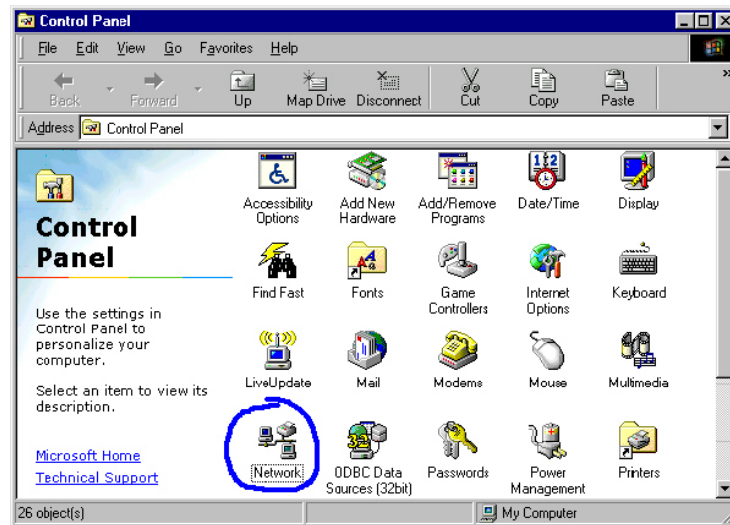 Control Panel
File Edit View Go Favorites Help
Back Forward Up Map Drive Disconnect Cut Copy Paste »
Address Control Panel
Control
Panel
Use the settings in
Control Panel to
personalize your
computer.
Select an item to view its
description.
Microsoft Home
Technical Support
Accessibility
Options
Add New
Hardware
Add/Remove
Programs
Date/Time
Display
Find Fast
Fonts
Game
Controllers
Internet
Options
Keyboard
LiveUpdate
Mail
Modems
Mouse
Multimedia
Network
ODBC Data
Sources (32bit)
Passwords
Power
Management
Printers
26 object(s) My Computer